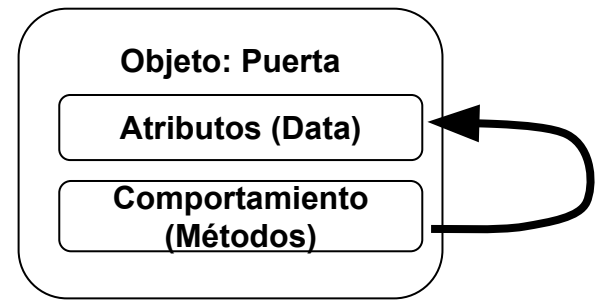 Objeto: Puerta
Atributos (Data)
Comportamiento
(Métodos)